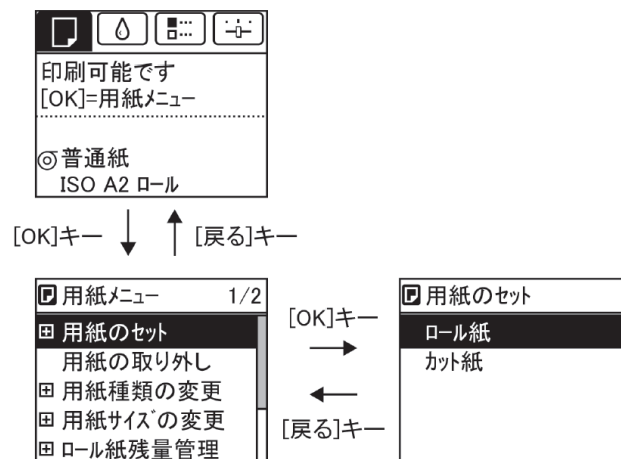 印刷可能です
[OK]=用紙メニュー
普通紙
ISO A2 ロール
[OK]キー
[戻る]キー
用紙メニュー 1/2
用紙のセット
用紙の取り外し
用紙種類の変更
用紙サイズの変更
ロール紙残量管理
[OK]キー
[戻る]キー
用紙のセット
ロール紙
カット紙